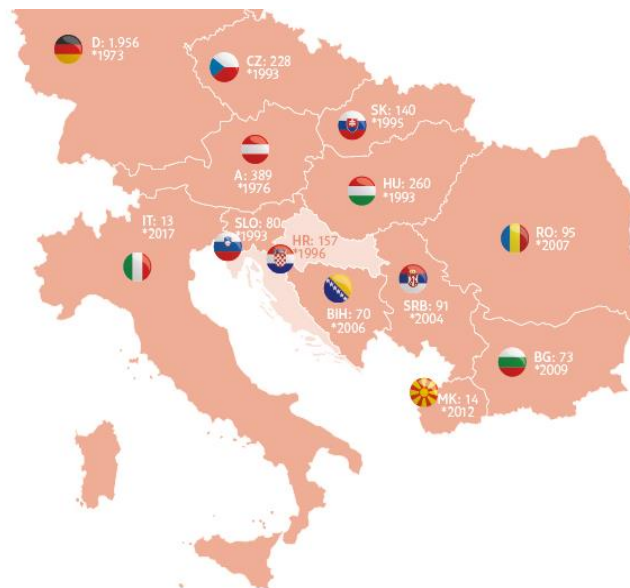 D: 1.956
*1973
CZ: 228
*1993
SK: 140
*1995
A: 389
*1976
HU: 260
*1993
IT: 13
*2017
SLO: 80
*1993
HR: 157
*1996
RO: 95
*2007
BIH: 70
*2006
SRB: 91
*2004
BG: 73
*2009
MK: 14
*2012